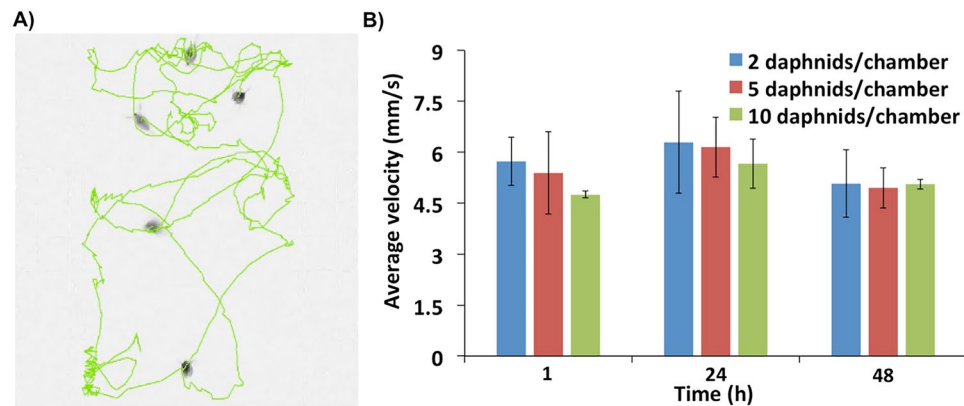 A)
B)
9
7.5
6
4.5
3
1.5
0
Average velocity (mm/s)
2 daphnids/chamber
5 daphnids/chamber
10 daphnids/chamber
1
24
48
Time (h)